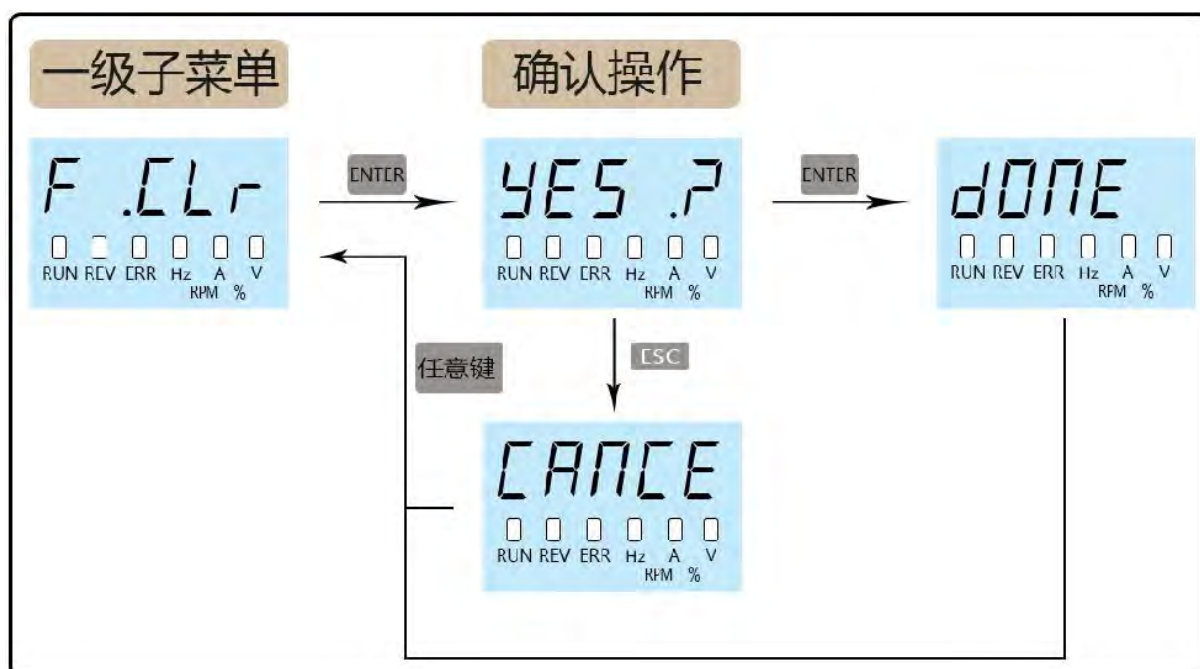 一级子菜单
确认操作
F .CLr
ENTER
YES .?
ENTER
dONE
RUN REV ERR Hz A V
RPM %
RUN REV ERR Hz A V
RPM %
RUN REV ERR Hz A V
RPM %
任意键
ESC
CANCE
RUN REV ERR Hz A V
RPM %